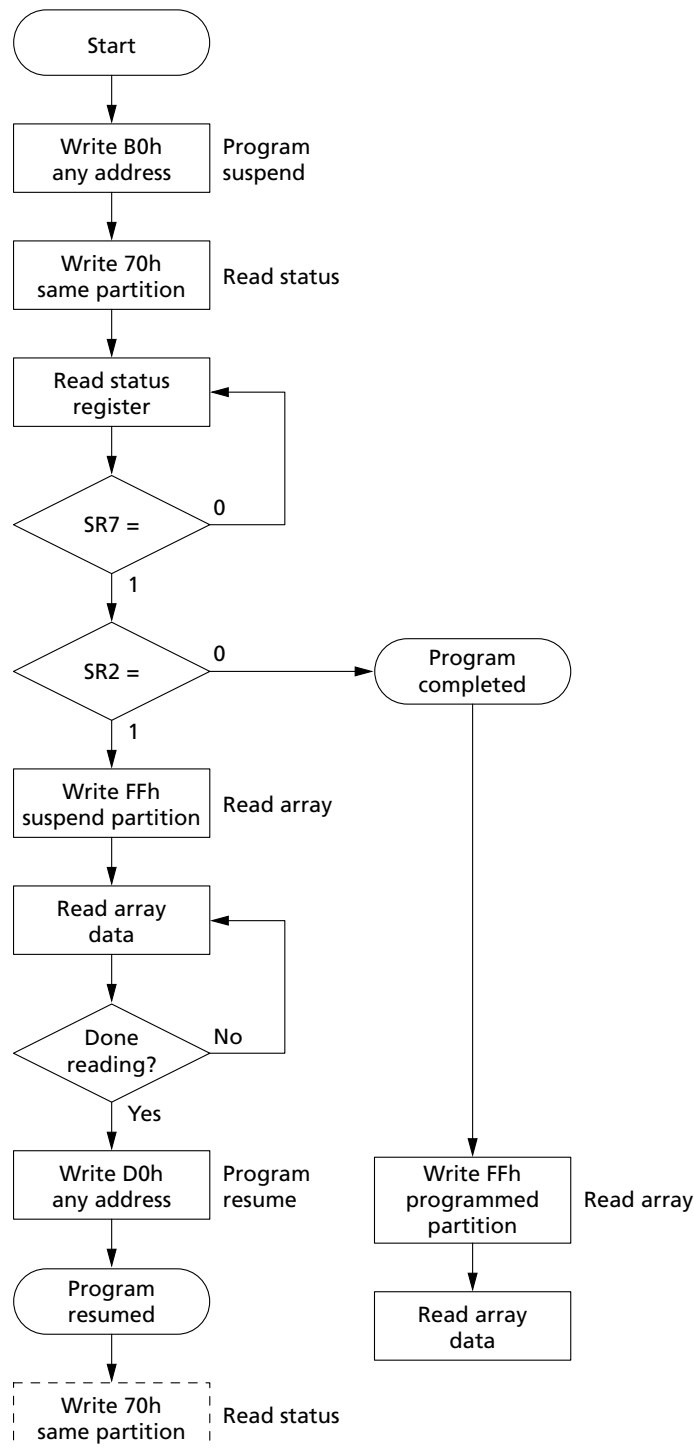 Start
Write B0h
any address
Program
suspend
Write 70h
same partition
Read status
Read status
register
SR7 =
0
1
SR2 =
0
Program
completed
1
Write FFh
suspend partition
Read array
Read array
data
Done
reading?
No
Yes
Write D0h
any address
Program
resume
Write FFh
programmed
partition
Read array
Program
resumed
Read array
data
Write 70h
same partition
Read status